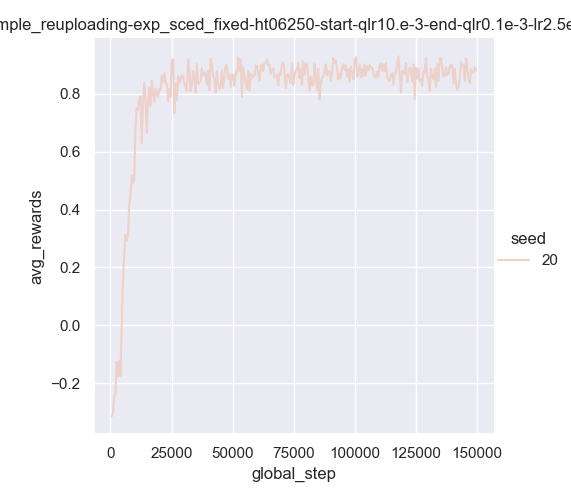 mple_reuploading-exp_sced_fixed-ht06250-start-qlr10.e-3-end-qlr0.1e-3-lr2.5e
0.8
0.6
0.4
0.2
0.0
−0.2
avg_rewards
seed
20
0 25000 50000 75000 100000 125000 150000
global_step